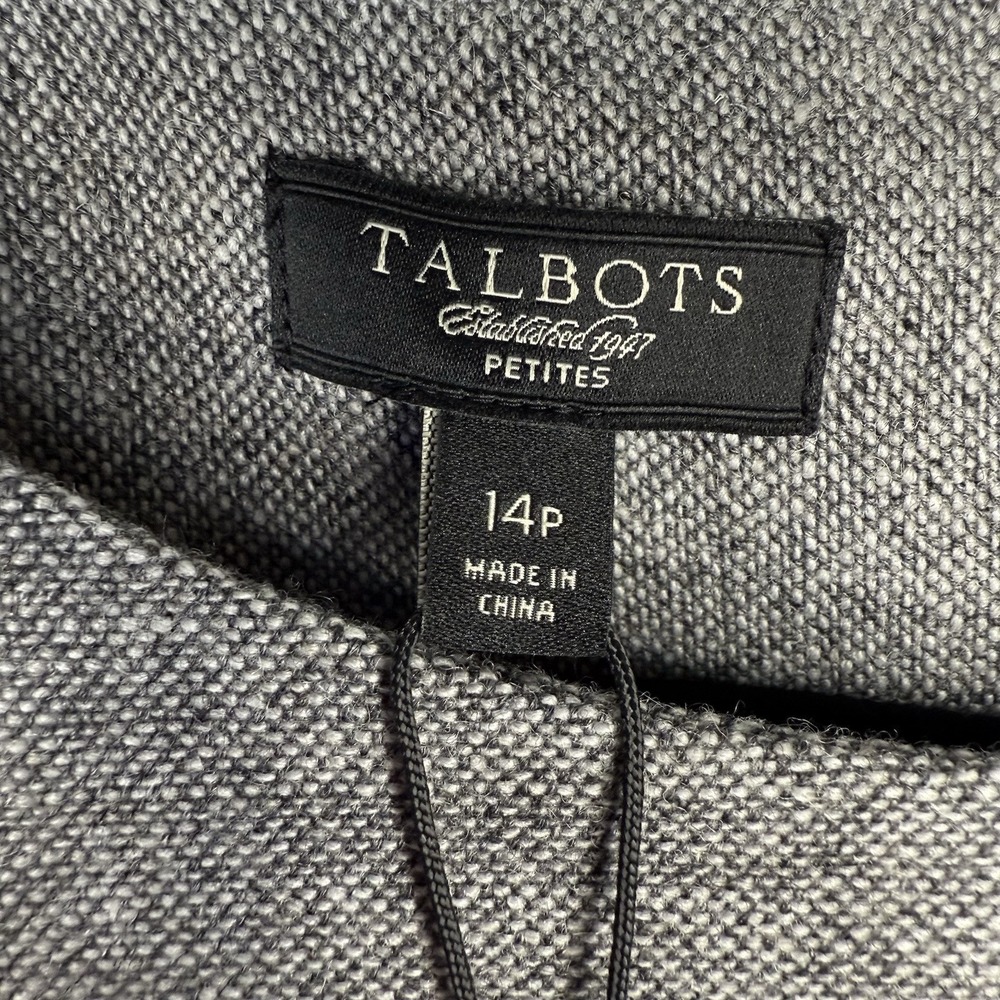 TALBOTS
Established 1947
PETITES
14P
MADE IN
CHINA